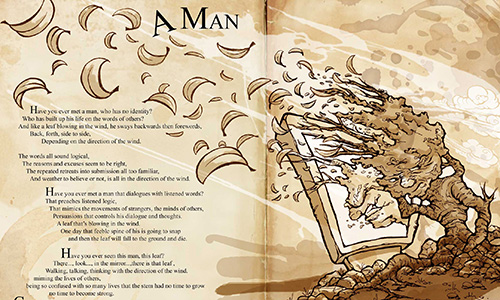 A MAN
Have you ever met a man, who has no identity?
Who has built up his life on the words of others?
And like a leaf blowing in the wind, he sways backwards then forewords,
Back, forth, side to side,
Depending on the direction of the wind.
The words all sound logical,
The reasons and excuses seem to be right,
The repeated retreats into submission all too familiar,
And weather to believe or not, is all in the direction of the wind.
Have you ever met a man that dialogues with listened words?
That preaches listened logic,
That mimics the movements of strangers, the minds of others,
Persuasions that controls his dialogue and thoughts.
A leaf that's blowing in the wind.
One day that feeble spine of his is going to snap
and then the leaf will fall to the ground and die.
Have you ever seen this man, this leaf?
There... look..., in the mirror...there is that leaf,
Walking, talking, thinking with the direction of the wind.
miming the lives of others,
being so confused with so many lives that the stem had no time to grow
no time to become strong.